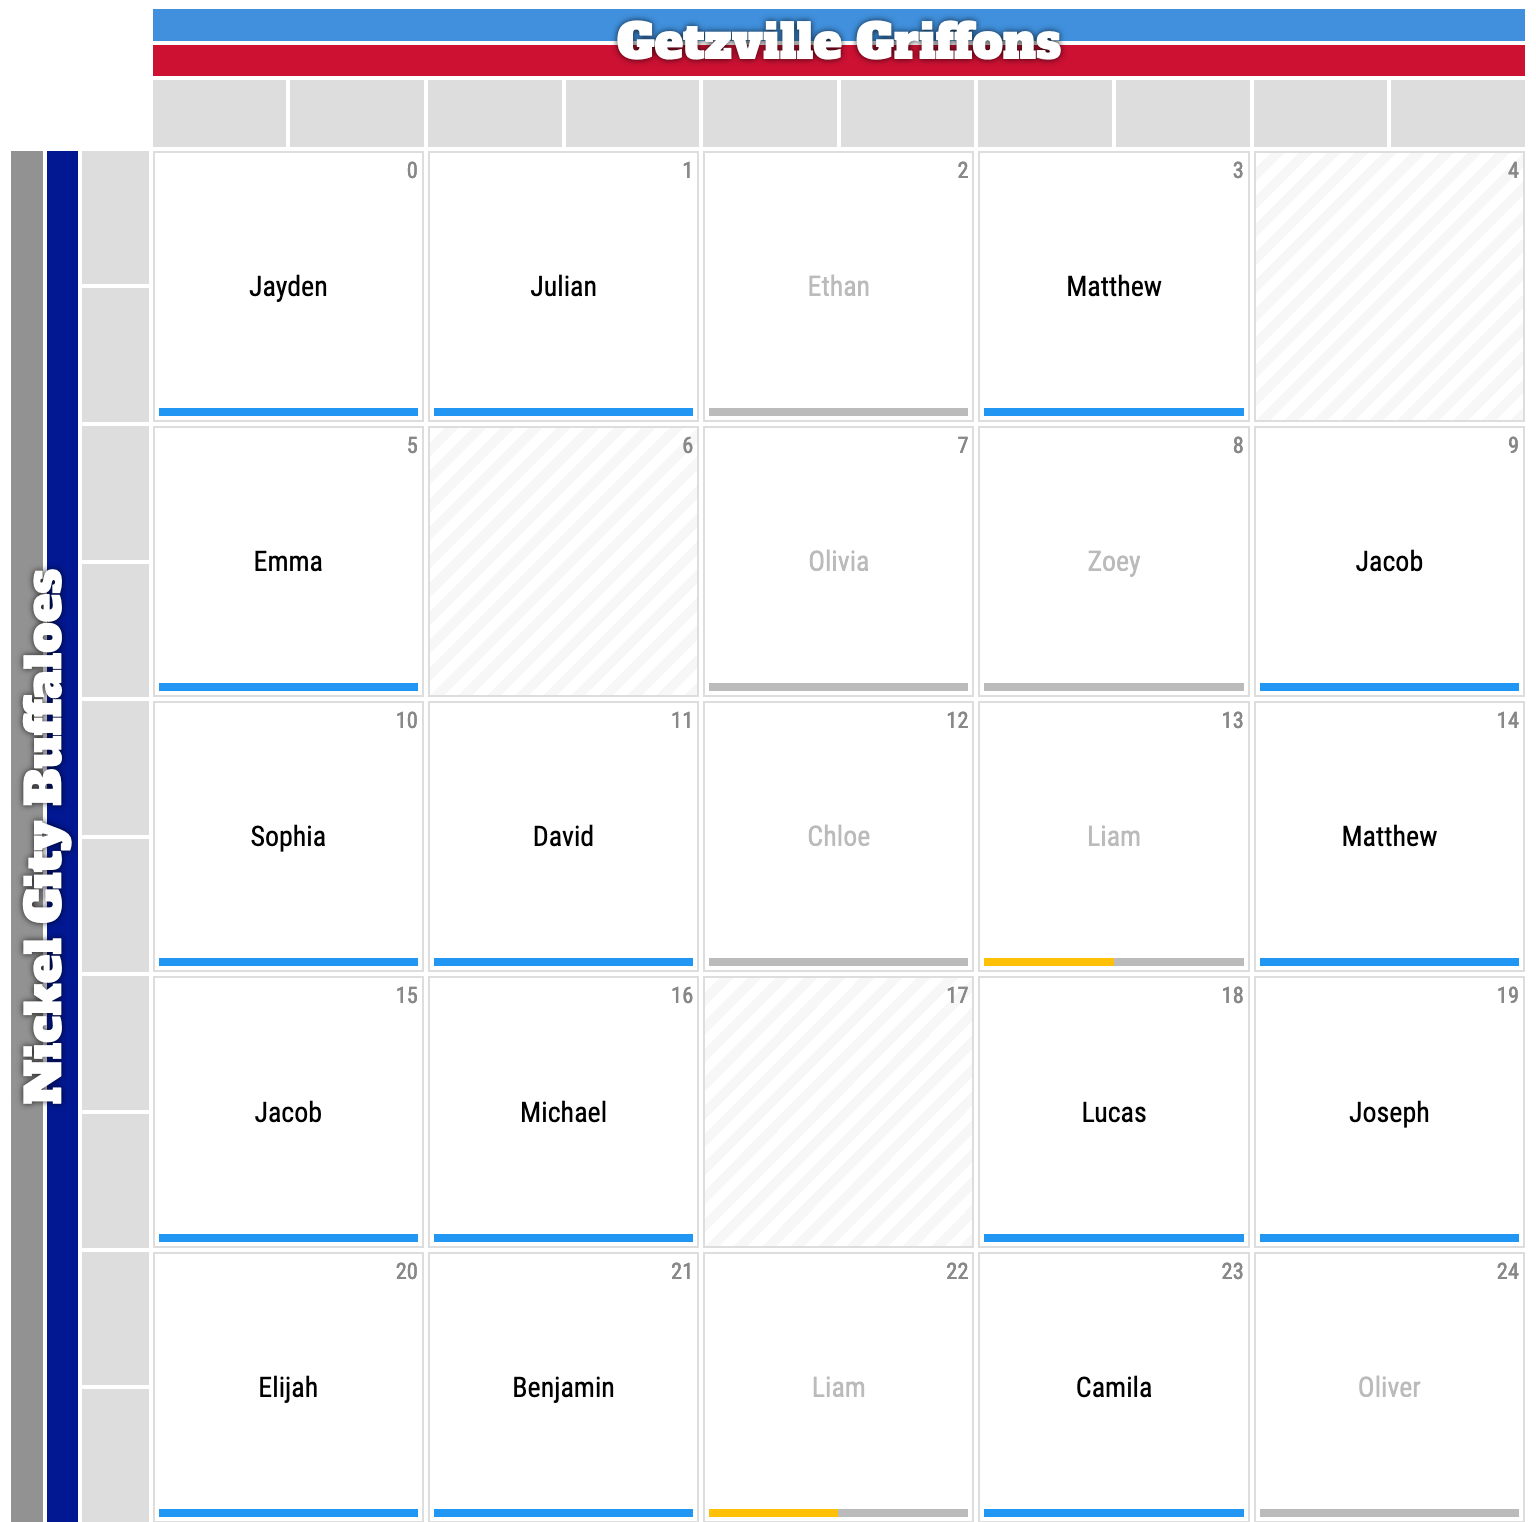 Getzville Griffons
Nickel City Buffaloes
0
Jayden
1
Julian
2
Ethan
3
Matthew
4
5
Emma
6
7
Olivia
8
Zoey
9
Jacob
10
Sophia
11
David
12
Chloe
13
Liam
14
Matthew
15
Jacob
16
Michael
17
18
Lucas
19
Joseph
20
Elijah
21
Benjamin
22
Liam
23
Camila
24
Oliver